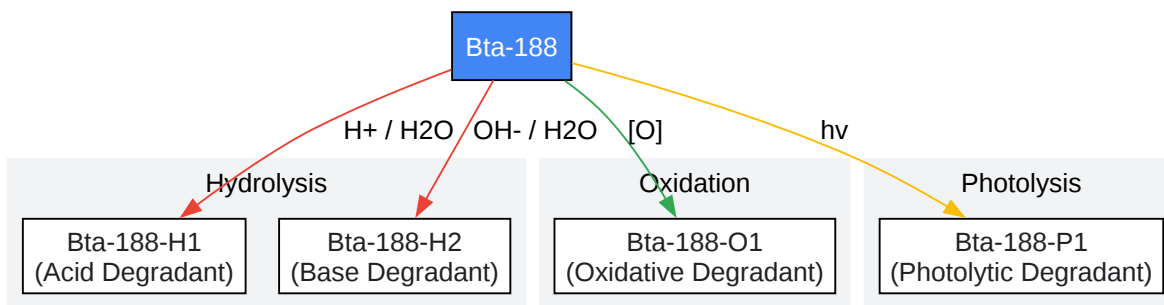 Bta-188
H+ / H2O
OH- / H2O
[O]
hv
Hydrolysis
Oxidation
Photolysis
Bta-188-H1
(Acid Degradant)
Bta-188-H2
(Base Degradant)
Bta-188-O1
(Oxidative Degradant)
Bta-188-P1
(Photolytic Degradant)